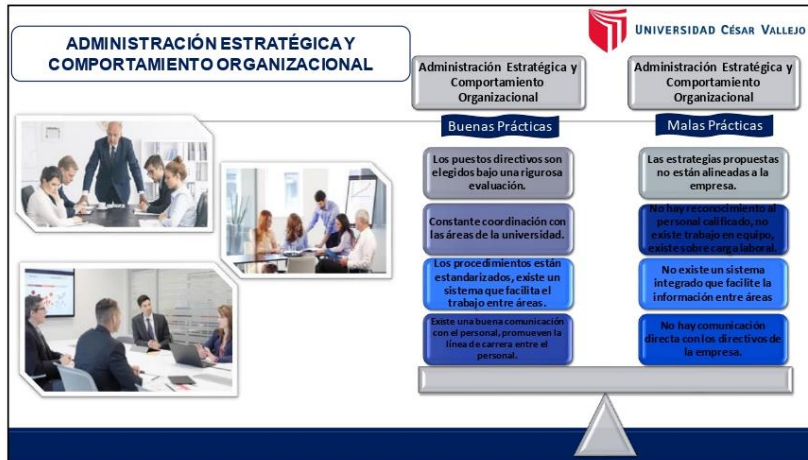 UNIVERSIDAD CÉSAR VALLEJO
ADMINISTRACIÓN ESTRATÉGICA Y
COMPORTAMIENTO ORGANIZACIONAL
Administración Estratégica y
Comportamiento
Organizacional
Buenas Prácticas
Los puestos directivos son
elegidos bajo una rigurosa
evaluación.
Constante coordinación con
las áreas de la universidad.
Los procedimientos están
estandarizados, existe un
sistema que facilita el
trabajo entre áreas.
Existe una buena comunicación
con el personal, promueven la
línea de carrera entre el
personal.
Administración Estratégica y
Comportamiento
Organizacional
Malas Prácticas
Las estrategias propuestas
no están alineadas a la
empresa.
No hay reconocimiento al
personal calificado, no
existe trabajo en equipo,
existe sobre carga laboral.
No existe un sistema
integrado que facilite la
información entre áreas
No hay comunicación
directa con los directivos de
la empresa.